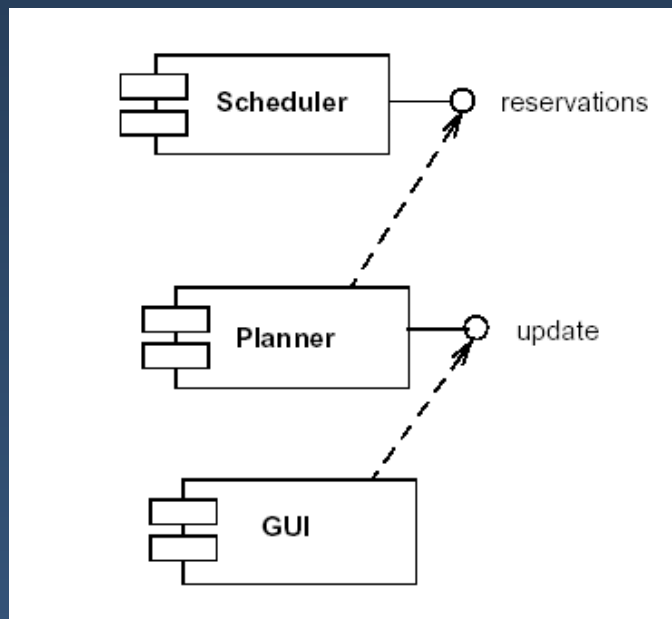 Scheduler
reservations
Planner
update
GUI